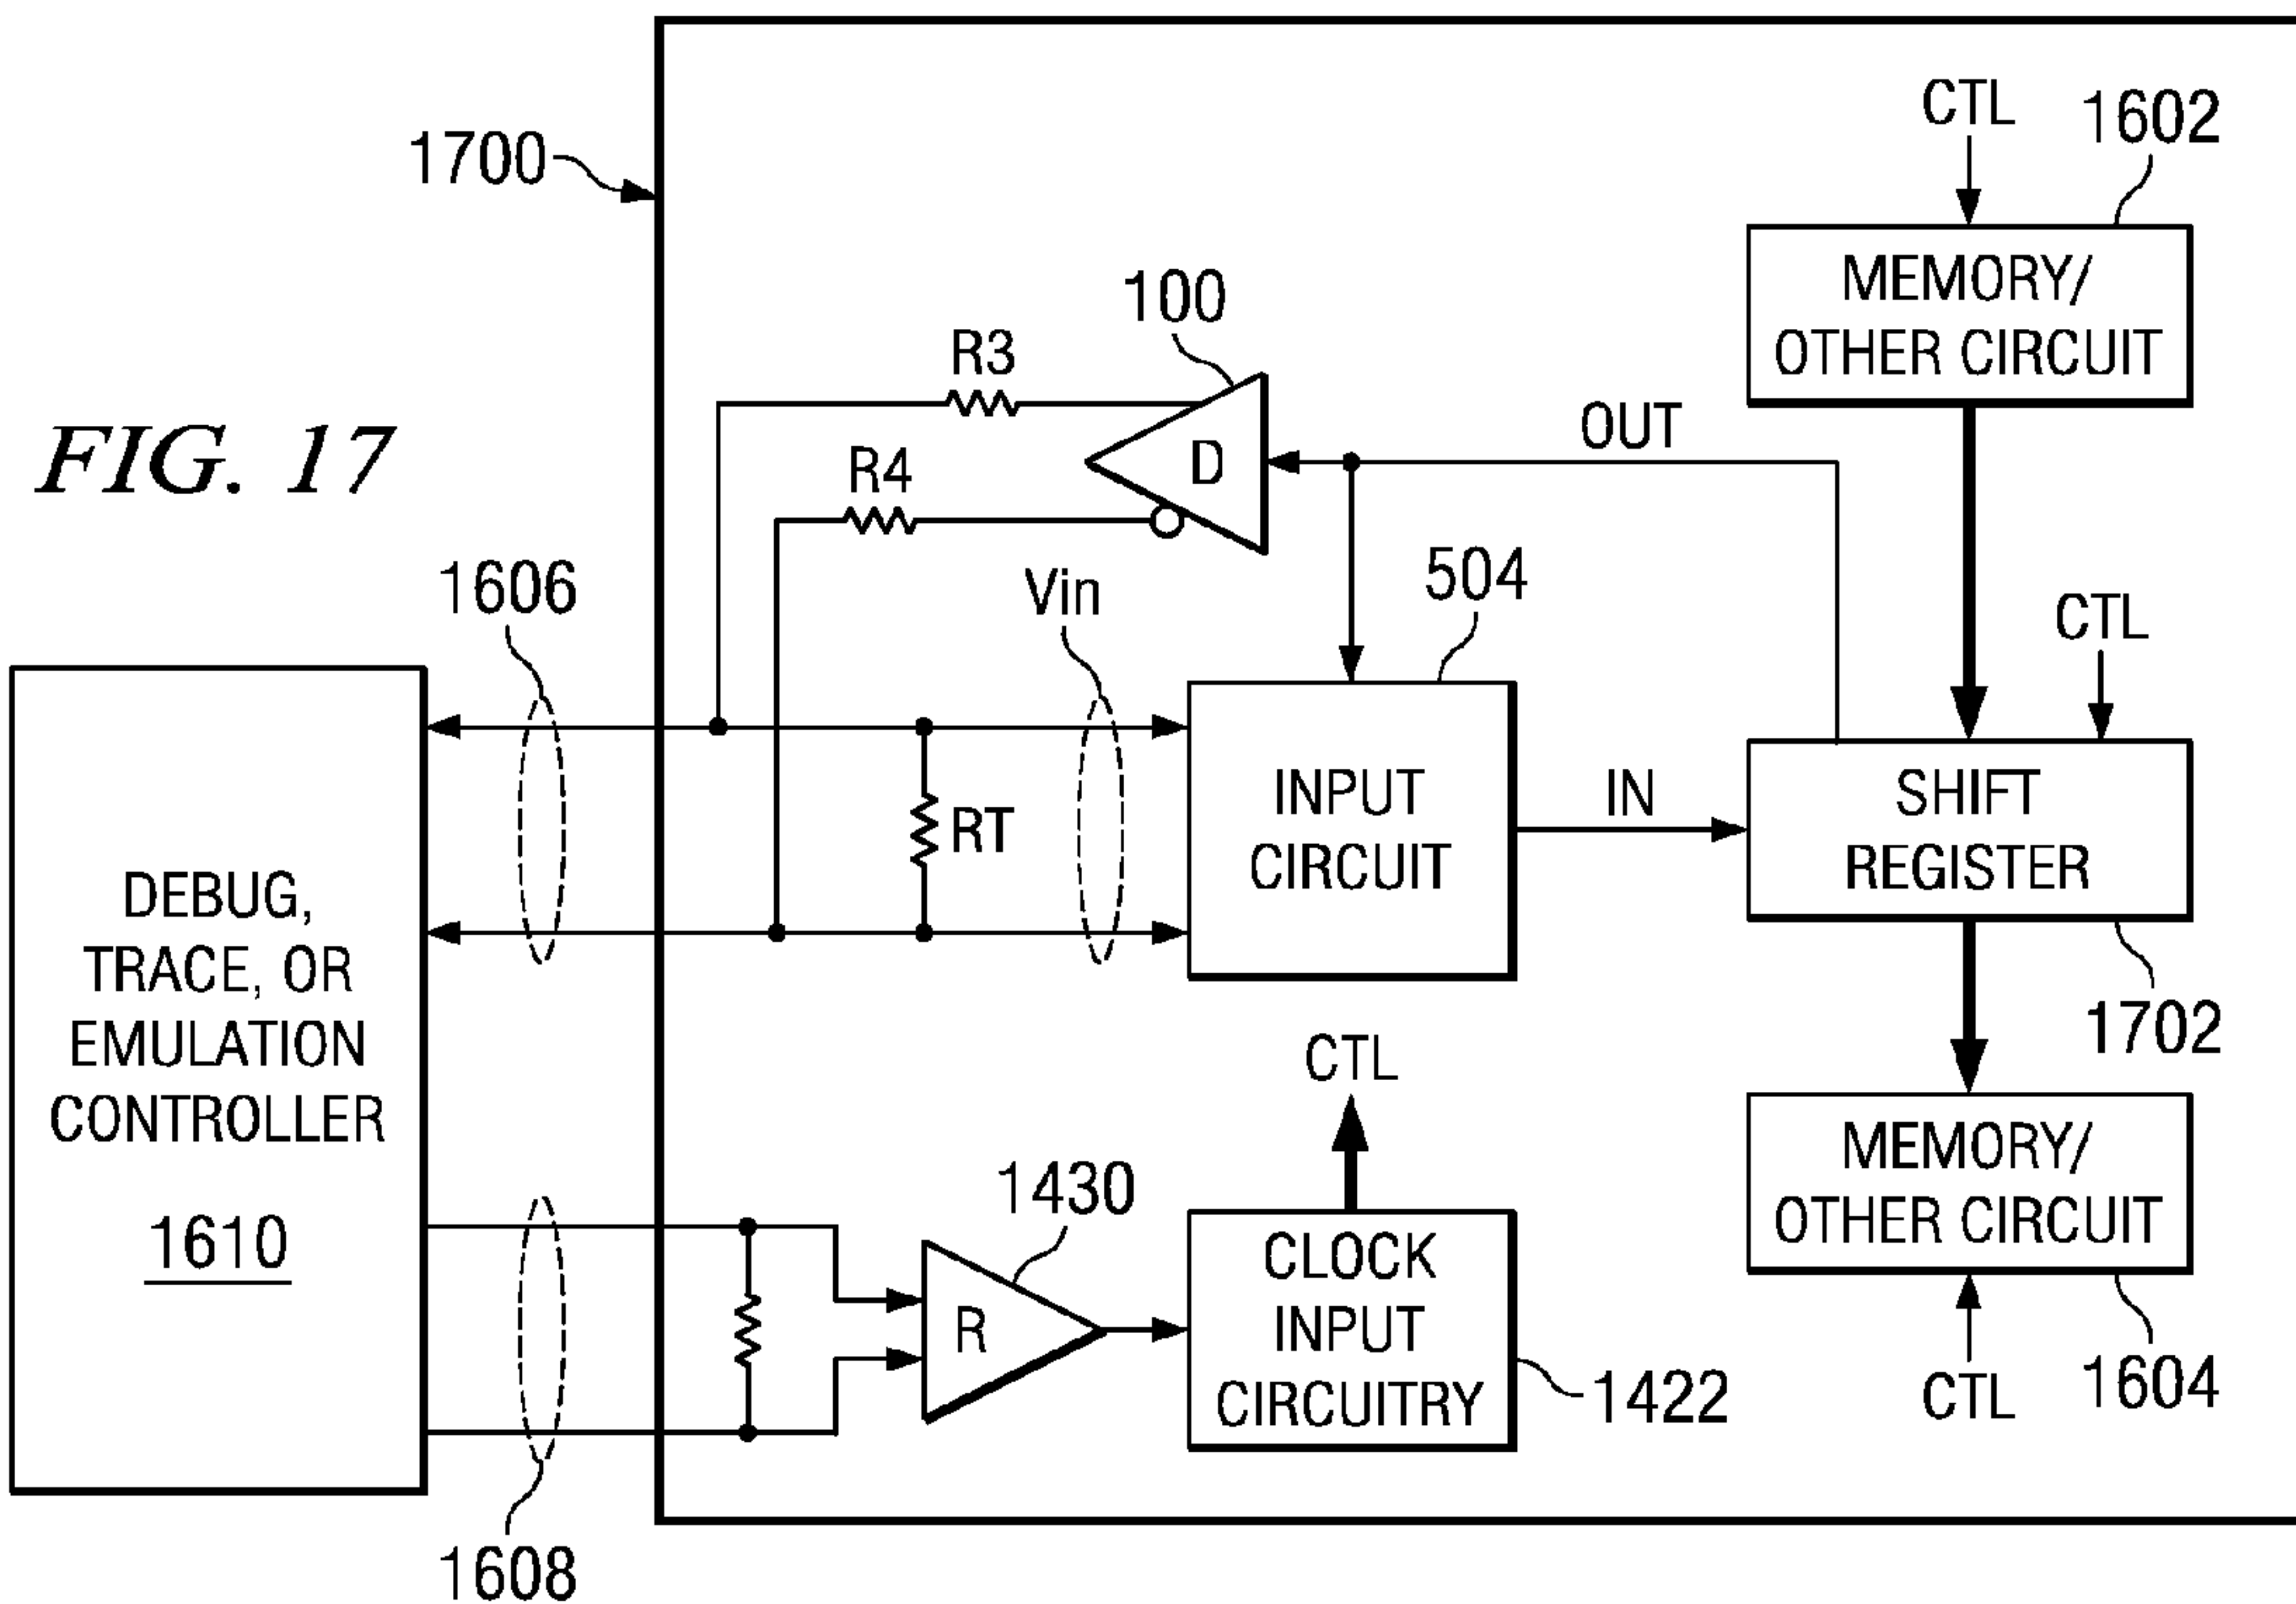 FIG. 17
1700
CTL
1602
MEMORY/
OTHER CIRCUIT
100
R3
D
OUT
R4
504
1606
Vin
CTL
RT
INPUT
CIRCUIT
IN
SHIFT
REGISTER
DEBUG,
TRACE, OR
EMULATION
CONTROLLER
1610
1702
CTL
1430
R
CLOCK
INPUT
CIRCUITRY
1422
MEMORY/
OTHER CIRCUIT
CTL
1604
1608